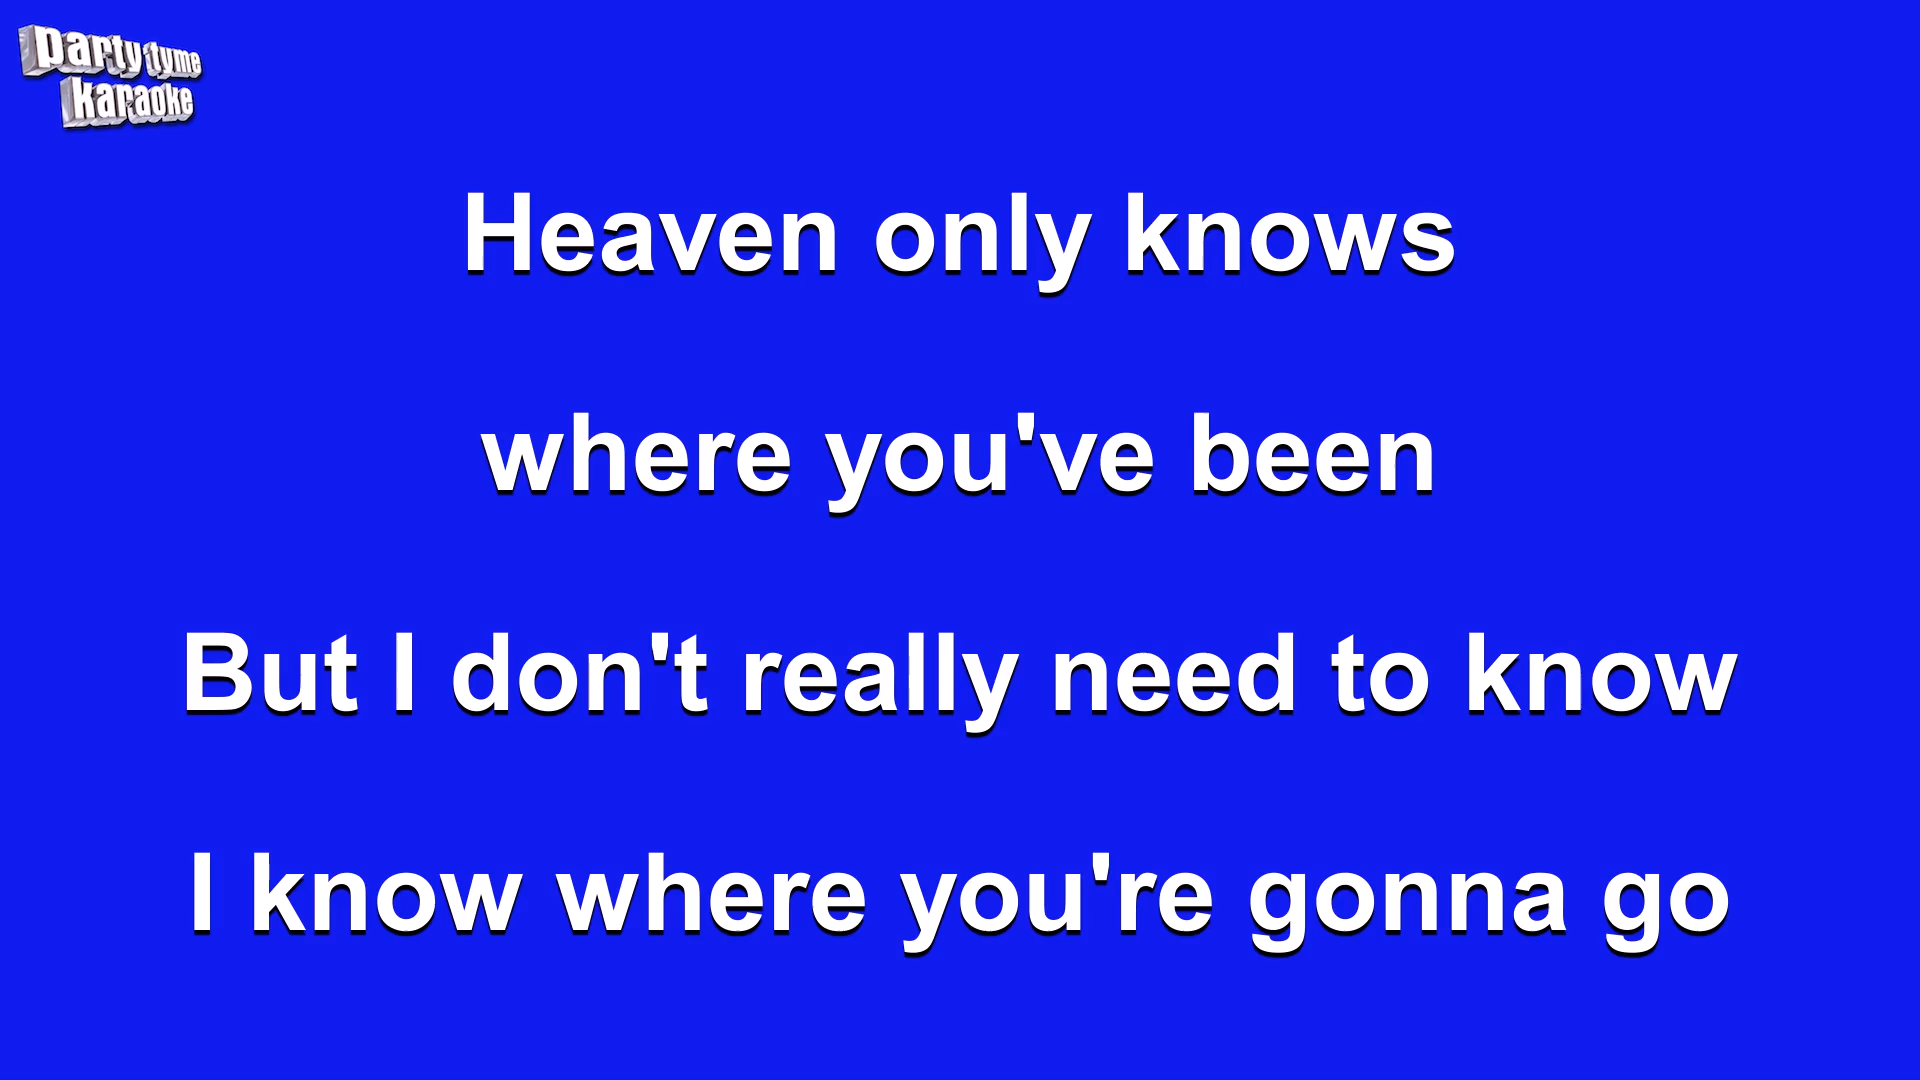 party tyme
karaoke
Heaven only knows
where you've been
But I don't really need to know
I know where you're gonna go